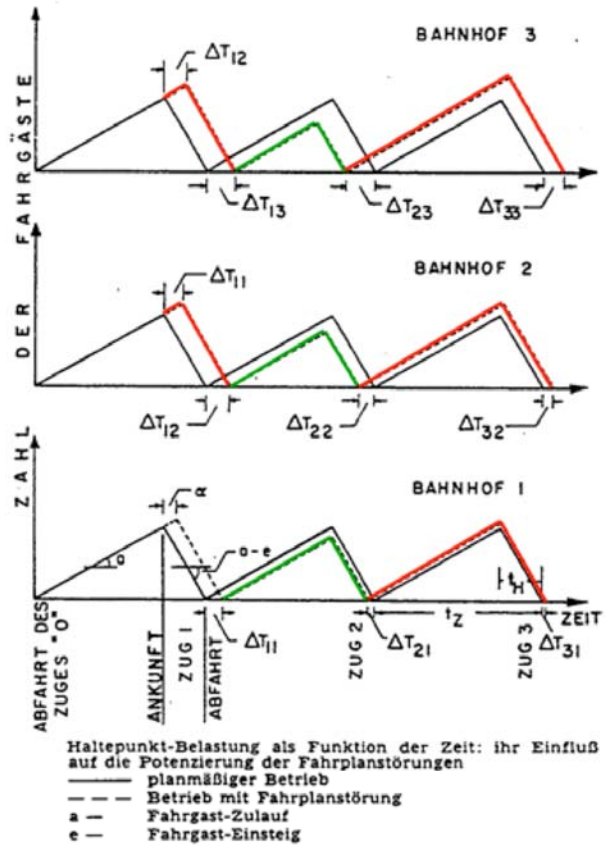 BAHNHOF 3
ΔT12
ΔT13
ΔT23
ΔT33
BAHNHOF 2
ΔT11
ΔT12
ΔT22
ΔT32
BAHNHOF 1
α
a
a-e
tH
tZ
ZEIT
ΔT11
ΔT21
ΔT31
ZAHL DER FAHRGÄSTE
ABFAHRT DES
ZUGES "0"
ANKUNFT
ZUG 1
ABFAHRT
ZUG 2
ZUG 3
Haltepunkt-Belastung als Funktion der Zeit: ihr Einfluß
auf die Potenzierung der Fahrplanstörungen
planmäßiger Betrieb
Betrieb mit Fahrplanstörung
a — Fahrgast-Zulauf
e — Fahrgast-Einsteig